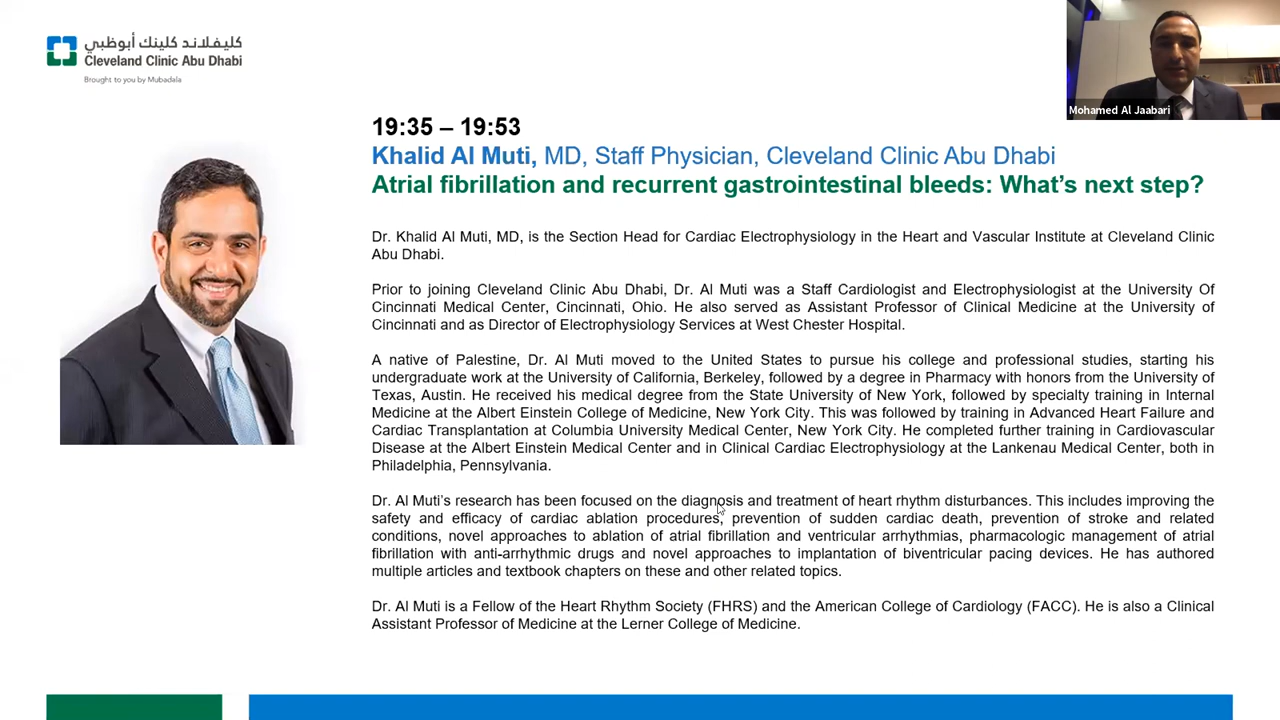 كليفلاند كلينك أبوظبي
Cleveland Clinic Abu Dhabi
Brought to you by Mubadala
Mohamed Al Jaabari
19:35 – 19:53
Khalid Al Muti, MD, Staff Physician, Cleveland Clinic Abu Dhabi
Atrial fibrillation and recurrent gastrointestinal bleeds: What’s next step?
Dr. Khalid Al Muti, MD, is the Section Head for Cardiac Electrophysiology in the Heart and Vascular Institute at Cleveland Clinic
Abu Dhabi.
Prior to joining Cleveland Clinic Abu Dhabi, Dr. Al Muti was a Staff Cardiologist and Electrophysiologist at the University Of
Cincinnati Medical Center, Cincinnati, Ohio. He also served as Assistant Professor of Clinical Medicine at the University of
Cincinnati and as Director of Electrophysiology Services at West Chester Hospital.
A native of Palestine, Dr. Al Muti moved to the United States to pursue his college and professional studies, starting his
undergraduate work at the University of California, Berkeley, followed by a degree in Pharmacy with honors from the University of
Texas, Austin. He received his medical degree from the State University of New York, followed by specialty training in Internal
Medicine at the Albert Einstein College of Medicine, New York City. This was followed by training in Advanced Heart Failure and
Cardiac Transplantation at Columbia University Medical Center, New York City. He completed further training in Cardiovascular
Disease at the Albert Einstein Medical Center and in Clinical Cardiac Electrophysiology at the Lankenau Medical Center, both in
Philadelphia, Pennsylvania.
Dr. Al Muti’s research has been focused on the diagnosis and treatment of heart rhythm disturbances. This includes improving the
safety and efficacy of cardiac ablation procedures, prevention of sudden cardiac death, prevention of stroke and related
conditions, novel approaches to ablation of atrial fibrillation and ventricular arrhythmias, pharmacologic management of atrial
fibrillation with anti-arrhythmic drugs and novel approaches to implantation of biventricular pacing devices. He has authored
multiple articles and textbook chapters on these and other related topics.
Dr. Al Muti is a Fellow of the Heart Rhythm Society (FHRS) and the American College of Cardiology (FACC). He is also a Clinical
Assistant Professor of Medicine at the Lerner College of Medicine.